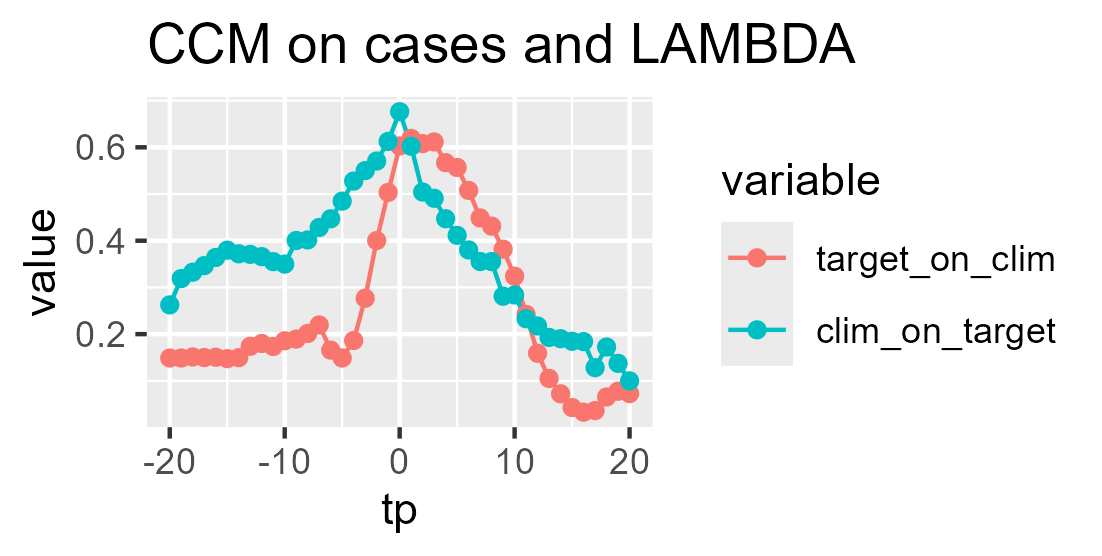 CCM on cases and LAMBDA
value
0.6
0.4
0.2
-20 -10 0 10 20
tp
variable
target_on_clim
clim_on_target